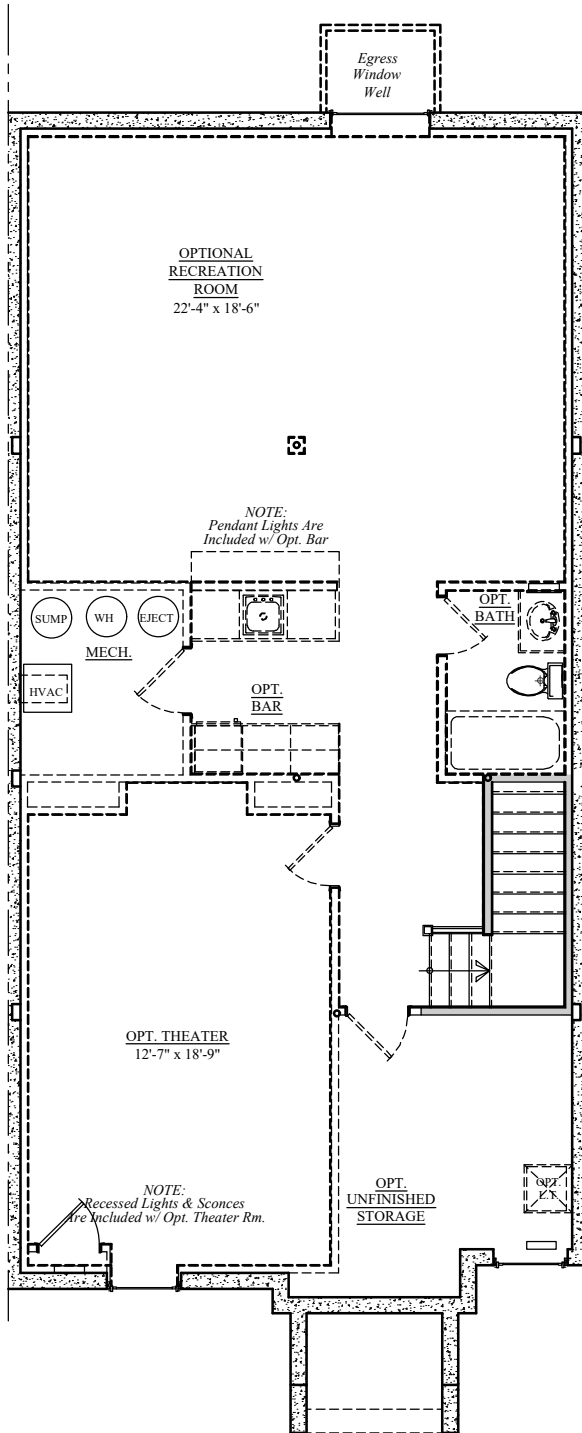 Egress
Window
Well
OPTIONAL
RECREATION
ROOM
22'-4" x 18'-6"
NOTE:
Pendant Lights Are
Included w/ Opt. Bar
SUMP
WH
EJECT
MECH.
HVAC
OPT.
BAR
OPT.
BATH
OPT. THEATER
12'-7" x 18'-9"
NOTE:
Recessed Lights & Sconces
Are Included w/ Opt. Theater Rm.
OPT.
UNFINISHED
STORAGE
OPT.
L.T.